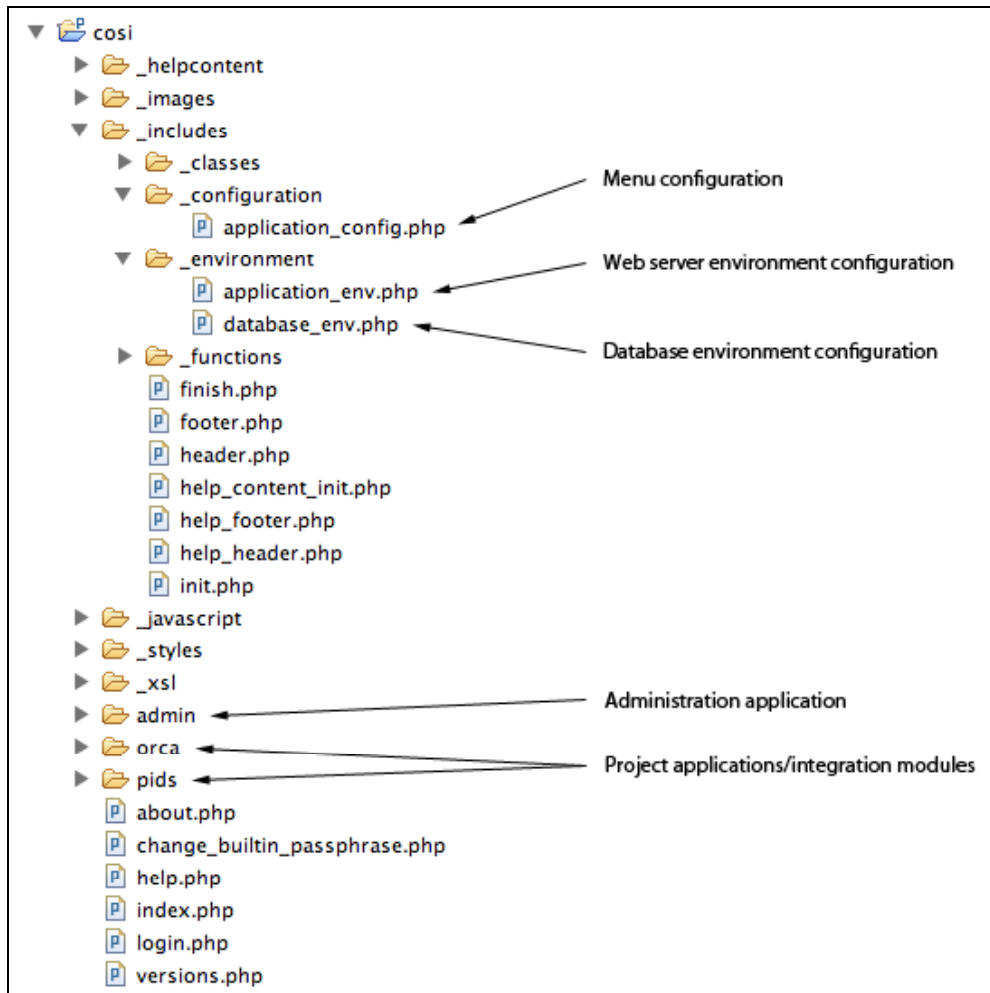 cosi
_helpcontent
_images
_includes
_classes
_configuration
Menu configuration
application_config.php
_environment
Web server environment configuration
application_env.php
database_env.php
Database environment configuration
_functions
finish.php
footer.php
header.php
help_content_init.php
help_footer.php
help_header.php
init.php
_javascript
_styles
_xsl
Administration application
admin
orca
Project applications/integration modules
pids
about.php
change_builtin_passphrase.php
help.php
index.php
login.php
versions.php